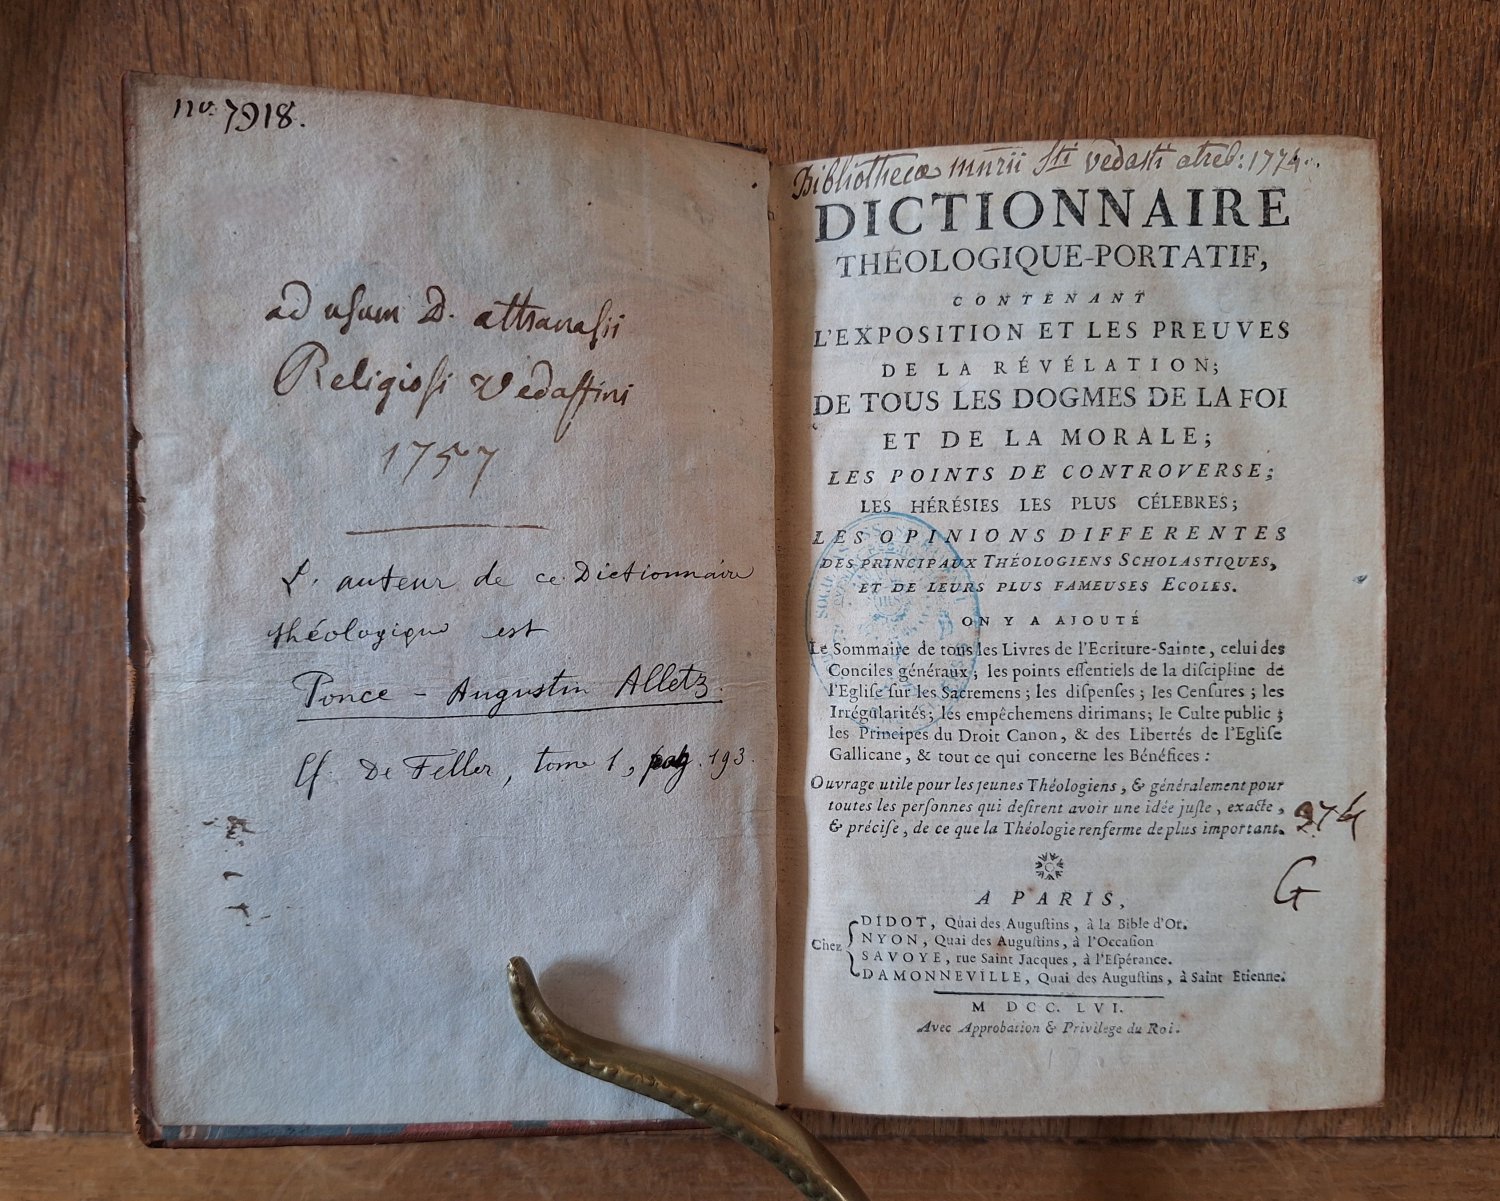 no. 7918.
ad usum D. athanasii
Religiosi vedastini
1757
L'auteur de ce Dictionnaire
théologique est
Ponce - Augustin Alletz.
Cf. De Feller, tome 1, pag. 193.
Bibliothecæ mn̄rii Sti vedasti atreb: 1774.
DICTIONNAIRE
THÉOLOGIQUE-PORTATIF,
CONTENANT
L'EXPOSITION ET LES PREUVES
DE LA RÉVÉLATION;
DE TOUS LES DOGMES DE LA FOI
ET DE LA MORALE;
LES POINTS DE CONTROVERSE;
LES HÉRÉSIES LES PLUS CÉLEBRES;
LES OPINIONS DIFFERENTES
DES PRINCIPAUX THÉOLOGIENS SCHOLASTIQUES,
ET DE LEURS PLUS FAMEUSES ECOLES.
ON Y A AJOUTÉ
Le Sommaire de tous les Livres de l'Ecriture-Sainte, celui des
Conciles généraux; les points eſſentiels de la diſcipline de
l'Egliſe ſur les Sacremens; les diſpenſes; les Cenſures; les
Irrégularités; les empêchemens dirimans; le Culte public;
les Principes du Droit Canon, & des Libertés de l'Egliſe
Gallicane, & tout ce qui concerne les Bénéfices:
Ouvrage utile pour les jeunes Théologiens, & généralement pour
toutes les perſonnes qui deſirent avoir une idée juſte, exacte,
& préciſe, de ce que la Théologie renferme de plus important.
974
G
A PARIS,
Chez
DIDOT, Quai des Auguſtins, à la Bible d'Or.
NYON, Quai des Auguſtins, à l'Occaſion
SAVOYE, rue Saint Jacques, à l'Eſpérance.
DAMONNEVILLE, Quai des Auguſtins, à Saint Etienne.
M DCC. LVI.
Avec Approbation & Privilege du Roi.